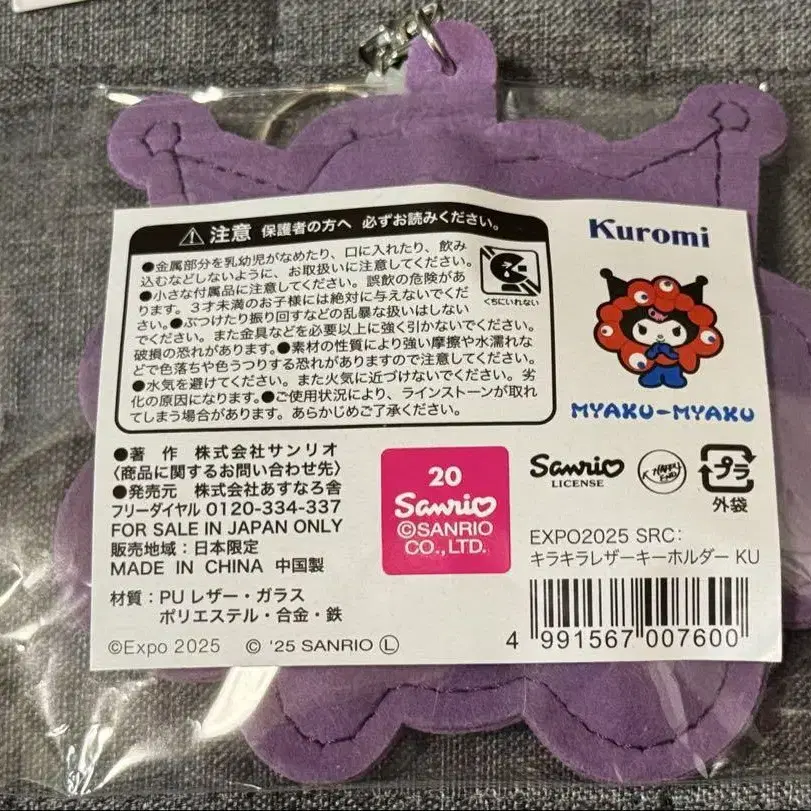 ⚠注意 保護者の方へ 必ずお読みください。
●金属部分を乳幼児がなめたり、口に入れたり、飲み
込むなどしないように、お取扱いに注意してください。
●小さな付属品に注意してください。誤飲の危険があ
ります。3才未満のお子様には絶対に与えないでくだ
さい。●ぶつけたり振り回すなどの乱暴な扱いはしない
でください。また金具などを必要以上に強く引かないでください。
破損の恐れがあります。●素材の性質により強い摩擦や水濡れな
どで色落ちや色うつりする恐れがありますので注意してください。
●水気を避けてください。また火気に近づけないでください。劣
化の原因になります。●ご使用状況により、ラインストーンが取れ
てしまう場合があります。あらかじめご了承ください。
くちにいれない
Kuromi
MYAKU-MYAKU
●著 作 株式会社サンリオ
〈商品に関するお問い合わせ先〉
●発売元 株式会社あすなろ舎
フリーダイヤル 0120-334-337
FOR SALE IN JAPAN ONLY
販売地域：日本限定
MADE IN CHINA 中国製
材質：PU レザー・ガラス
ポリエステル・合金・鉄
©Expo 2025 © '25 SANRIO Ⓛ
20
Sanrio
©SANRIO
CO., LTD.
Sanrio
LICENSE
HAPPY
END
プラ
外袋
EXPO2025 SRC:
キラキラレザーキーホルダー KU
4 991567 007600